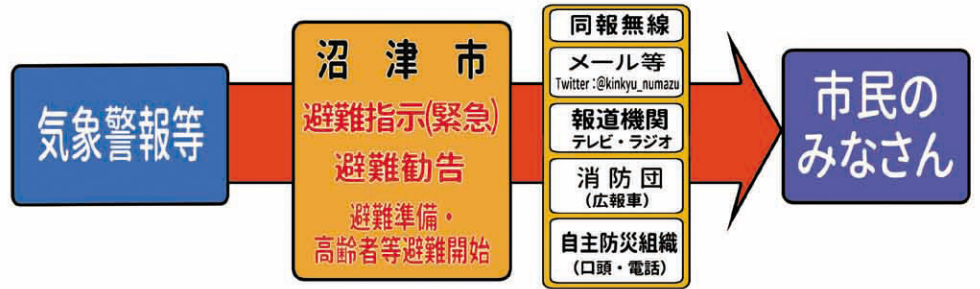 気象警報等
沼津市
避難指示(緊急)
避難勧告
避難準備・
高齢者等避難開始
同報無線
メール等
Twitter:@kinkyu_numazu
報道機関
テレビ・ラジオ
消防団
(広報車)
自主防災組織
(口頭・電話)
市民の
みなさん